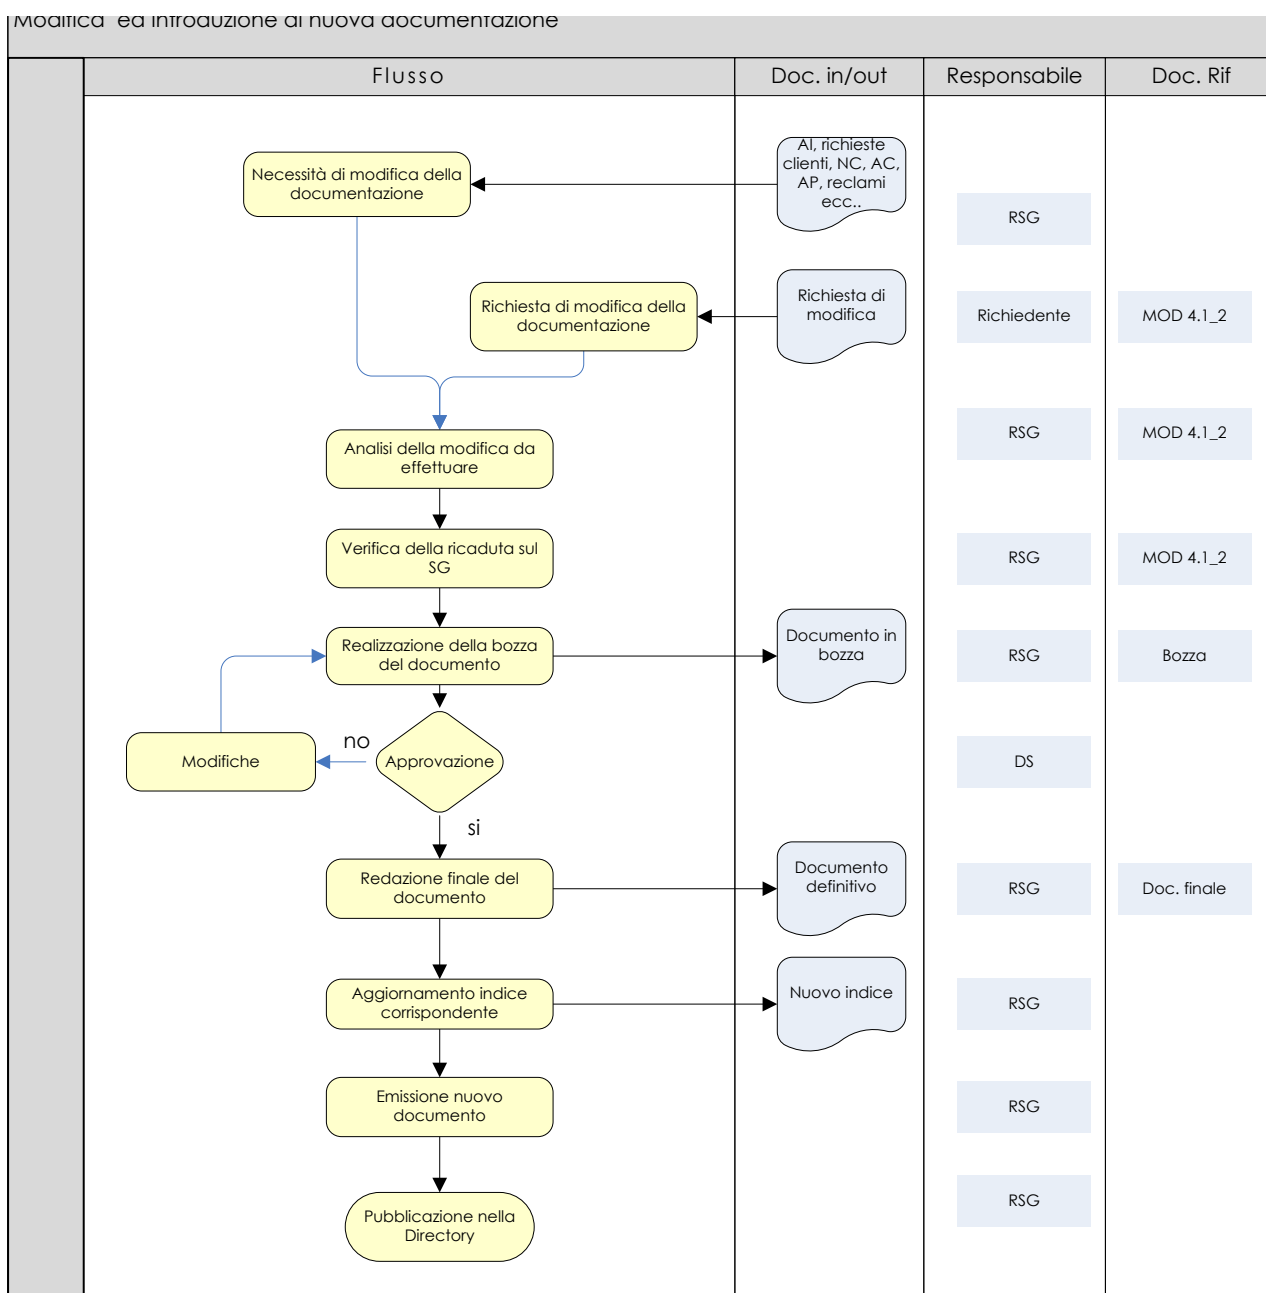 Modifica ed introduzione di nuova documentazione
Flusso
Doc. in/out
Responsabile
Doc. Rif
Necessità di modifica della
documentazione
AI, richieste
clienti, NC, AC,
AP, reclami
ecc..
RSG
Richiesta di modifica della
documentazione
Richiesta di
modifica
Richiedente
MOD 4.1_2
Analisi della modifica da
effettuare
RSG
MOD 4.1_2
Verifica della ricaduta sul
SG
RSG
MOD 4.1_2
Realizzazione della bozza
del documento
Documento in
bozza
RSG
Bozza
Modifiche
no
Approvazione
DS
si
Redazione finale del
documento
Documento
definitivo
RSG
Doc. finale
Aggiornamento indice
corrispondente
Nuovo indice
RSG
Emissione nuovo
documento
RSG
Pubblicazione nella
Directory
RSG